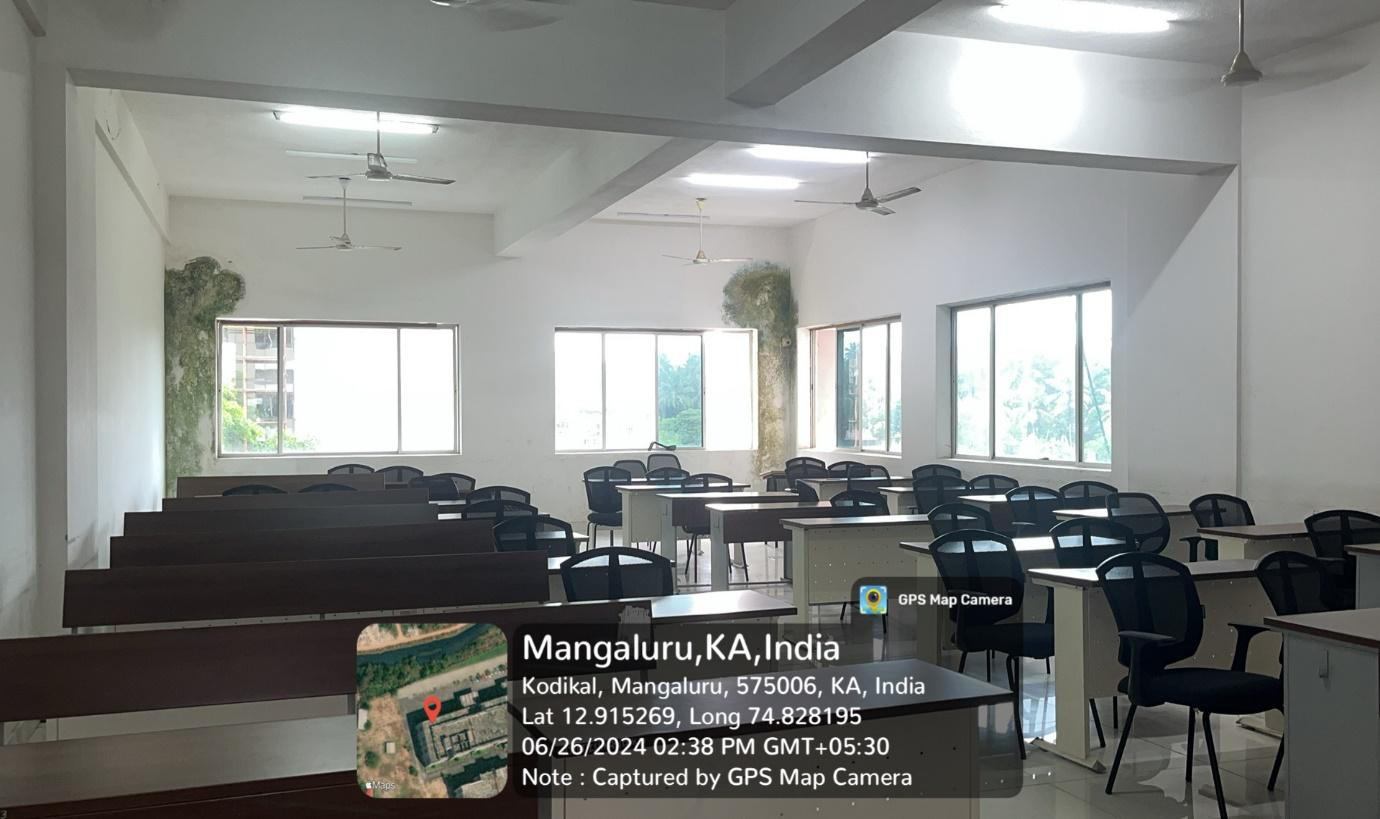 GPS Map Camera
Mangaluru,KA,India
Kodikal, Mangaluru, 575006, KA, India
Lat 12.915269, Long 74.828195
06/26/2024 02:38 PM GMT+05:30
Note : Captured by GPS Map Camera
Maps